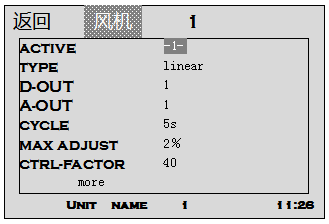 返回 风机 1
ACTIVE -1-
TYPE linear
D-OUT 1
A-OUT 1
CYCLE 5s
MAX ADJUST 2%
CTRL-FACTOR 40
more
UNIT NAME 1 11:26